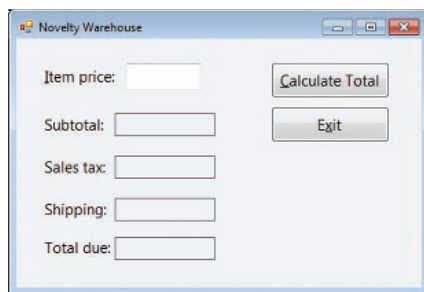 Novelty Warehouse
Item price:
Calculate Total
Subtotal:
Exit
Sales tax:
Shipping:
Total due: